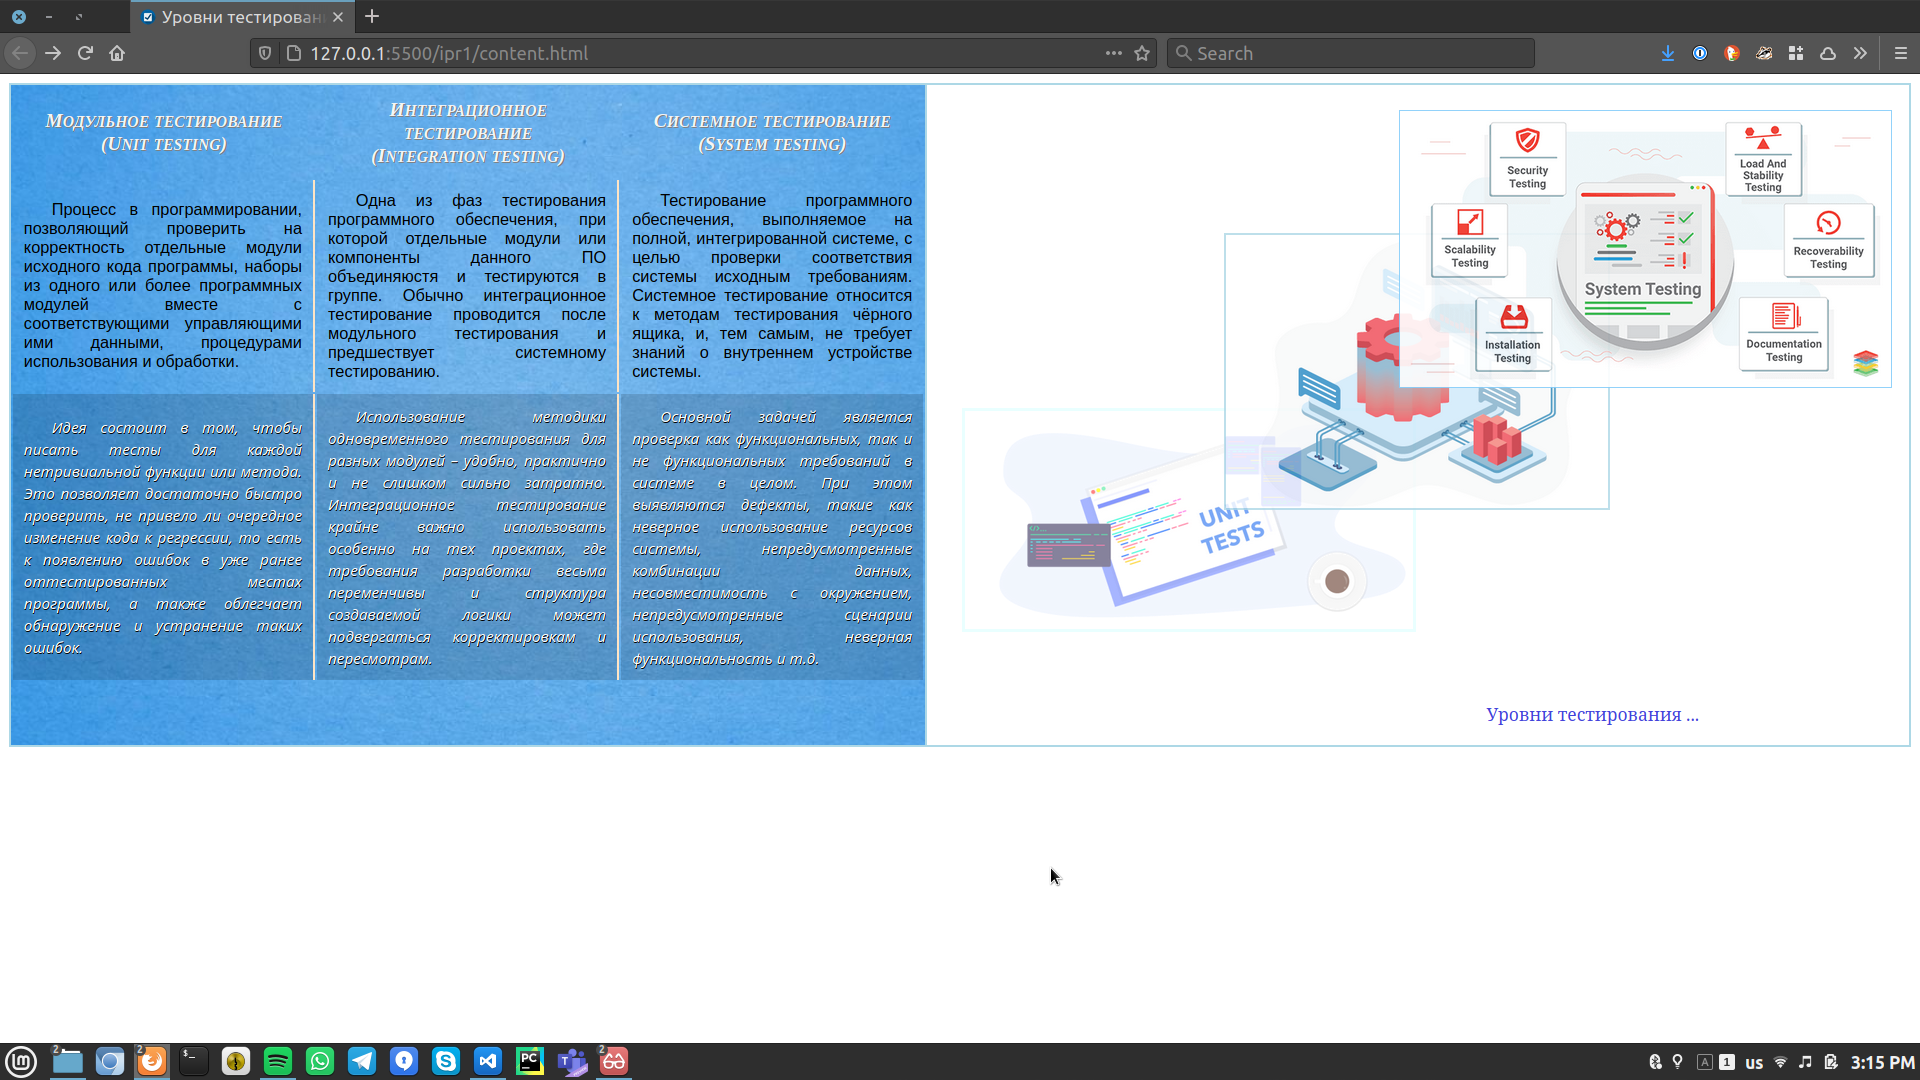 Уровни тестирован
127.0.0.1:5500/ipr1/content.html
Search
Модульное тестирование
(Unit testing)
Интеграционное
тестирование
(Integration testing)
Системное тестирование
(System testing)
Процесс в программировании,
позволяющий проверить на
корректность отдельные модули
исходного кода программы, наборы
из одного или более программных
модулей вместе с
соответствующими управляющими
ими данными, процедурами
использования и обработки.
Одна из фаз тестирования
программного обеспечения, при
которой отдельные модули или
компоненты данного ПО
объединяюстя и тестируются в
группе. Обычно интеграционное
тестирование проводится после
модульного тестирования и
предшествует системному
тестированию.
Тестирование программного
обеспечения, выполняемое на
полной, интегрированной системе, с
целью проверки соответствия
системы исходным требованиям.
Системное тестирование относится
к методам тестирования чёрного
ящика, и, тем самым, не требует
знаний о внутреннем устройстве
системы.
Идея состоит в том, чтобы
писать тесты для каждой
нетривиальной функции или метода.
Это позволяет достаточно быстро
проверить, не привело ли очередное
изменение кода к регрессии, то есть
к появлению ошибок в уже ранее
оттестированных местах
программы, а также облегчает
обнаружение и устранение таких
ошибок.
Использование методики
одновременного тестирования для
разных модулей – удобно, практично
и не слишком сильно затратно.
Интеграционное тестирование
крайне важно использовать
особенно на тех проектах, где
требования разработки весьма
переменчивы и структура
создаваемой логики может
подвергаться корректировкам и
пересмотрам.
Основной задачей является
проверка как функциональных, так и
не функциональных требований в
системе в целом. При этом
выявляются дефекты, такие как
неверное использование ресурсов
системы, непредусмотренные
комбинации данных,
несовместимость с окружением,
непредусмотренные сценарии
использования, неверная
функциональность и т.д.
Security
Testing
Load And
Stability
Testing
Scalability
Testing
Recoverability
Testing
System Testing
Installation
Testing
Documentation
Testing
UNIT
TESTS
Уровни тестирования ...
2
2
PC
T
2
A
1
us
3:15 PM